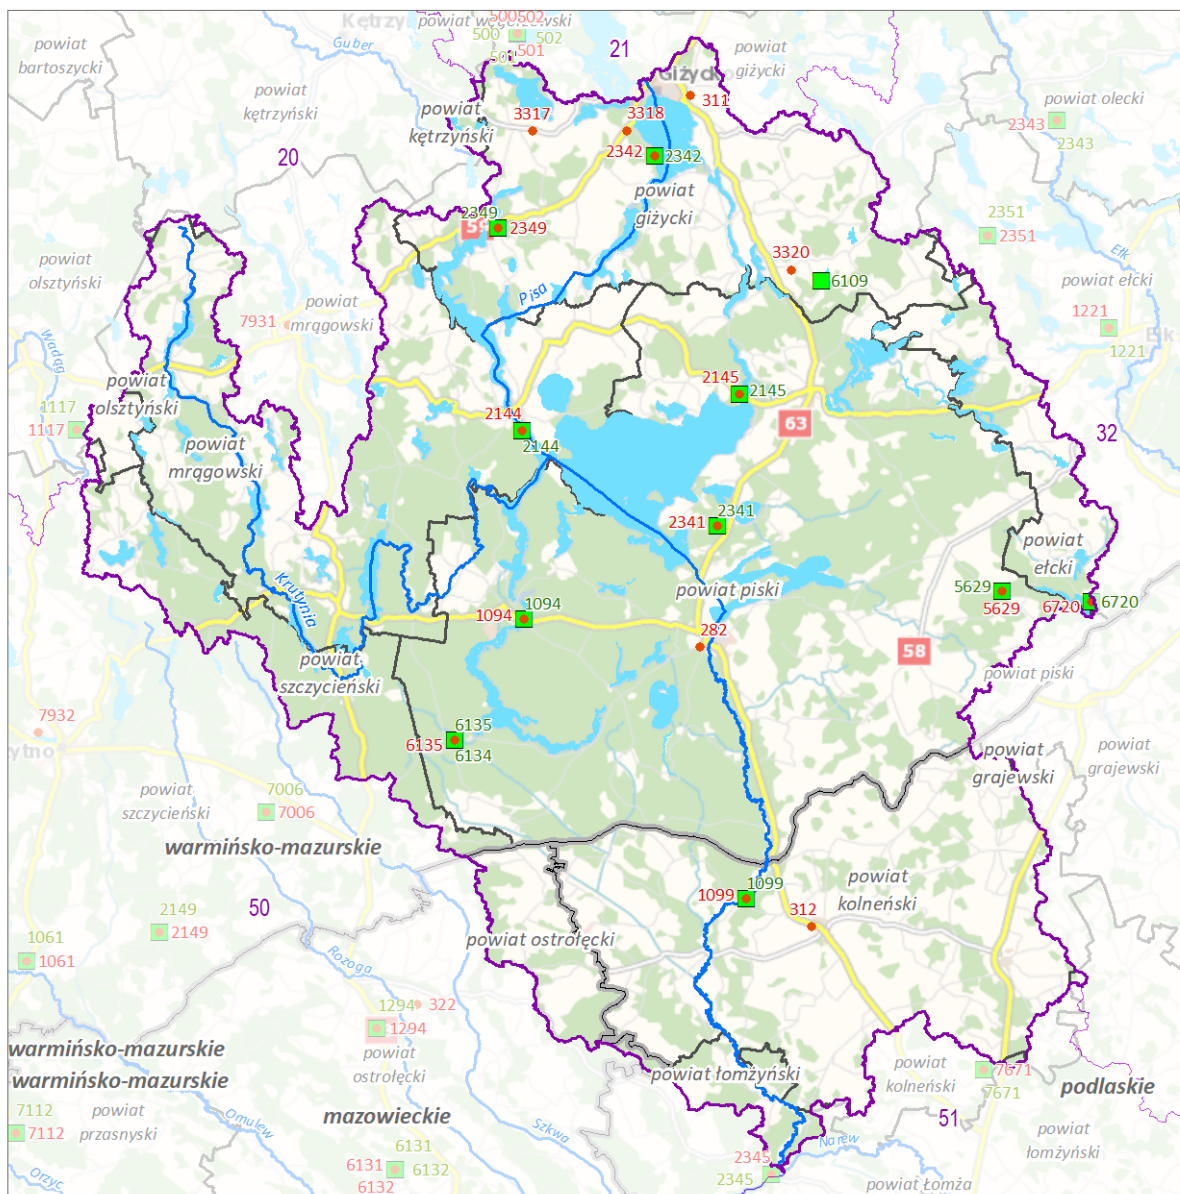 Kętrzy
powiat węgorzewski
500
502
500
502
501
501
21
powiat
bartoszycki
Guber
powiat
giżycki
Giżycko
powiat
kętrzyński
powiat
kętrzyński
3317
3318
311
powiat olecki
2343
2343
20
2342
2342
powiat
giżycki
2349
59
2349
2351
2351
powiat
olsztyński
3320
6109
Ełk
powiat ełcki
Pisa
7931
powiat
mrągowski
1221
1221
Wadąg
powiat
olsztyński
2145
2145
1117
1117
2144
2144
63
32
powiat
mrągowski
2341
2341
powiat
ełcki
Krutynia
powiat piski
5629
5629
6720
6720
1094
1094
282
58
powiat
szczycieński
powiat piski
7932
ytno
6135
6135
6134
powiat
grajewski
powiat
grajewski
powiat
szczycieński
7006
7006
warmińsko-mazurskie
1099
1099
powiat
kolneński
312
50
2149
2149
powiat ostrołęcki
1061
1061
Rozoga
1294
322
1294
warmińsko-mazurskie
powiat
ostrołęcki
warmińsko-mazurskie
powiat łomżyński
powiat
kolneński
7671
7671
podlaskie
7112
7112
powiat
przasnyski
Omulew
mazowieckie
Szkwa
51
powiat
łomżyński
Narew
6131
6131
6132
6132
2345
2345
powiat Łomża
Orzyc